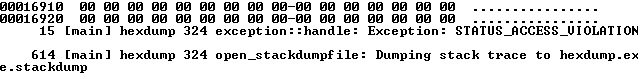 00016910  00 00 00 00 00 00 00 00-00 00 00 00 00 00 00 00  ................
00016920  00 00 00 00 00 00 00 00-00 00 00 00 00 00 00 00  ................
     15 [main] hexdump 324 exception::handle: Exception: STATUS_ACCESS_VIOLATION
    614 [main] hexdump 324 open_stackdumpfile: Dumping stack trace to hexdump.ex
e.stackdump